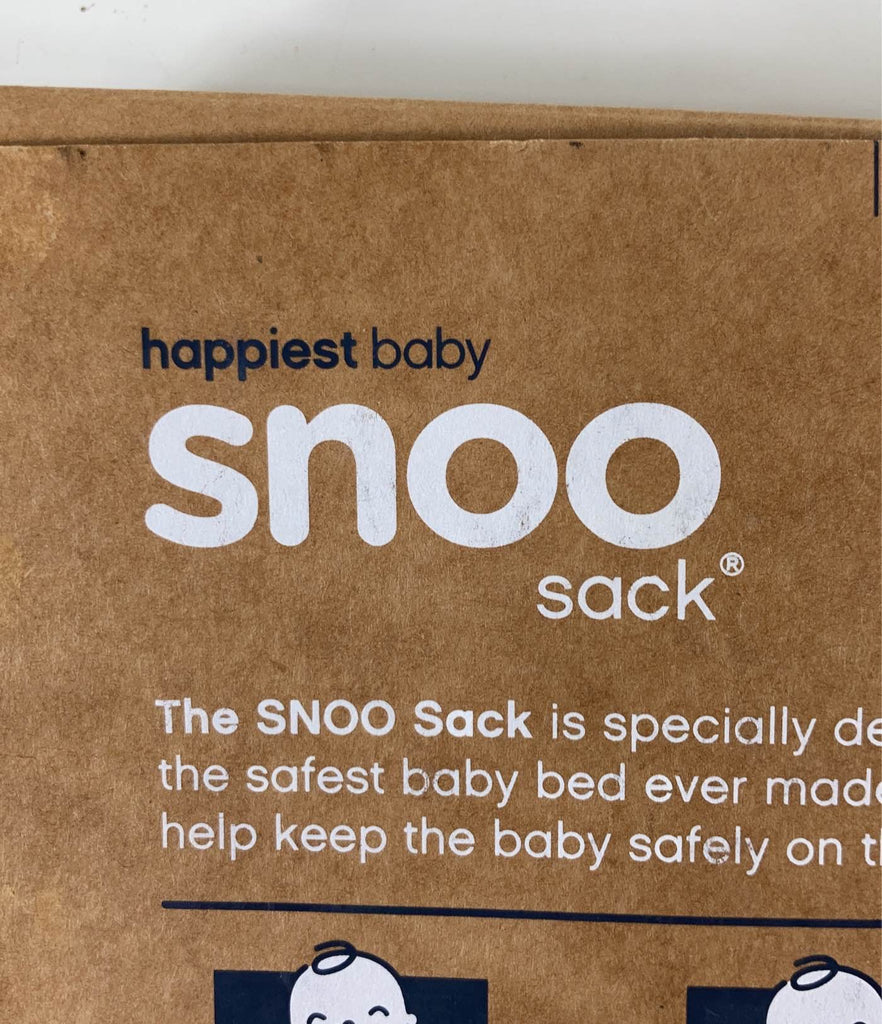 happiest baby
snoo
sack®
The SNOO Sack is specially
the safest baby bed ever
help keep the baby safely on